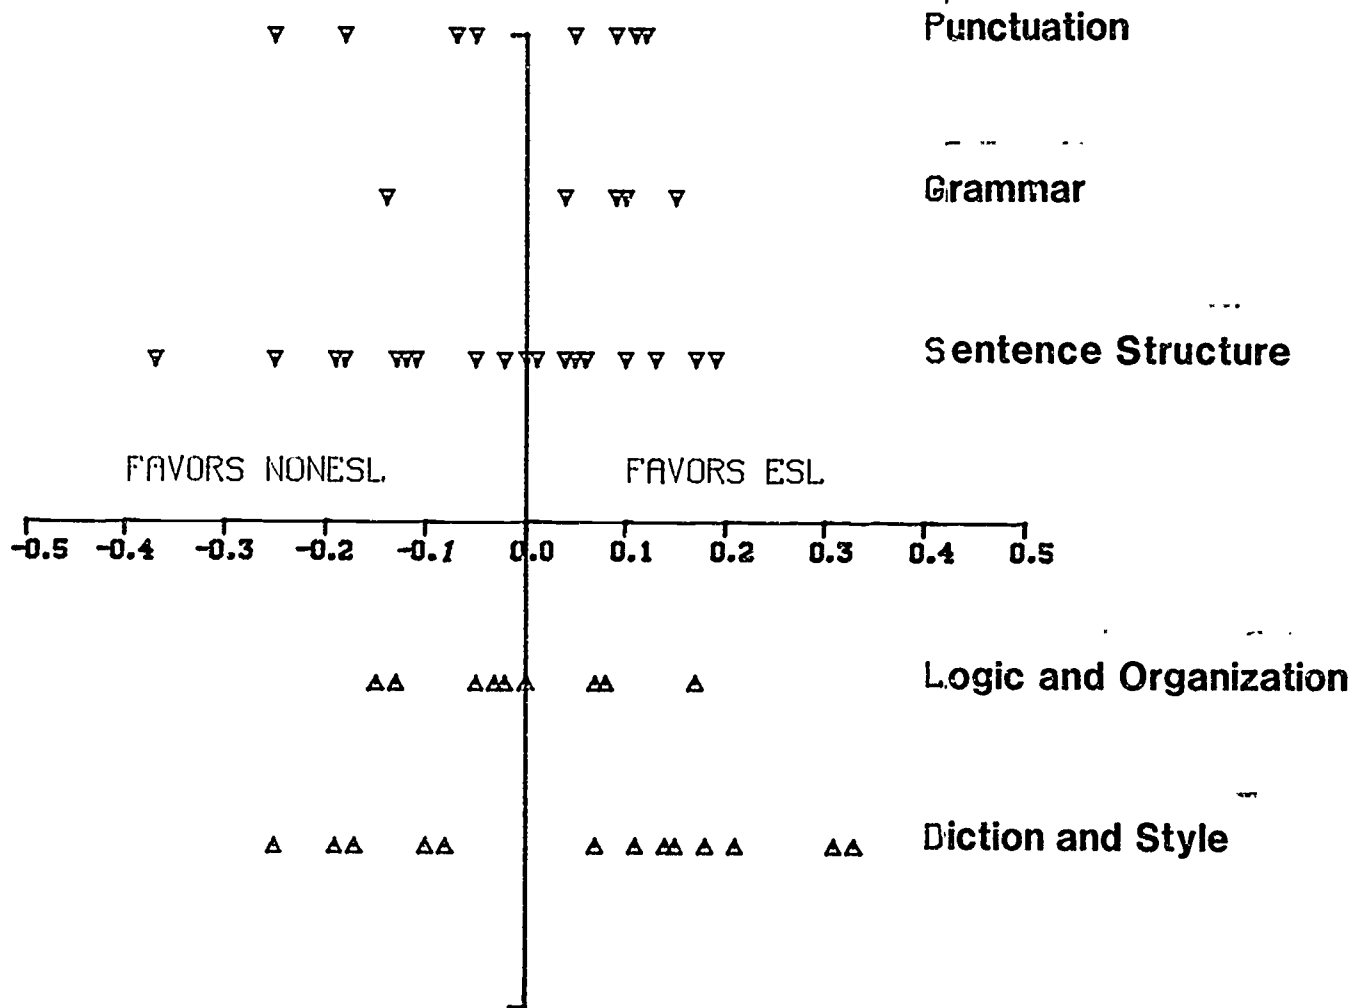 Punctuation
Grammar
Sentence Structure
FAVORS NONESL
FAVORS ESL
-0.5 -0.4 -0.3 -0.2 -0.1 0.0 0.1 0.2 0.3 0.4 0.5
Logic and Organization
Diction and Style